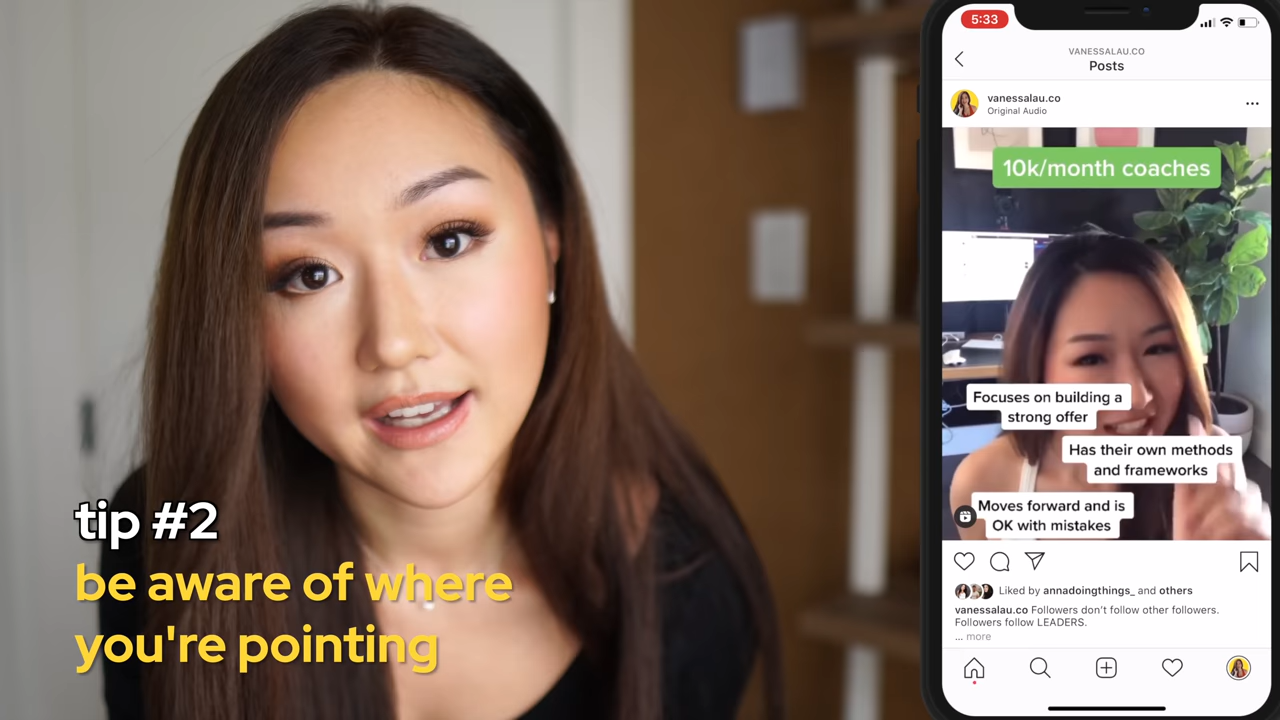 tip #2
be aware of where
you're pointing
5:33
VANESSALAU.CO
Posts
vanessalau.co
Original Audio
10k/month coaches
Focuses on building a
strong offer
Has their own methods
and frameworks
Moves forward and is
OK with mistakes
Liked by annadoingthings_ and others
vanessalau.co Followers don't follow other followers.
Followers follow LEADERS.
... more